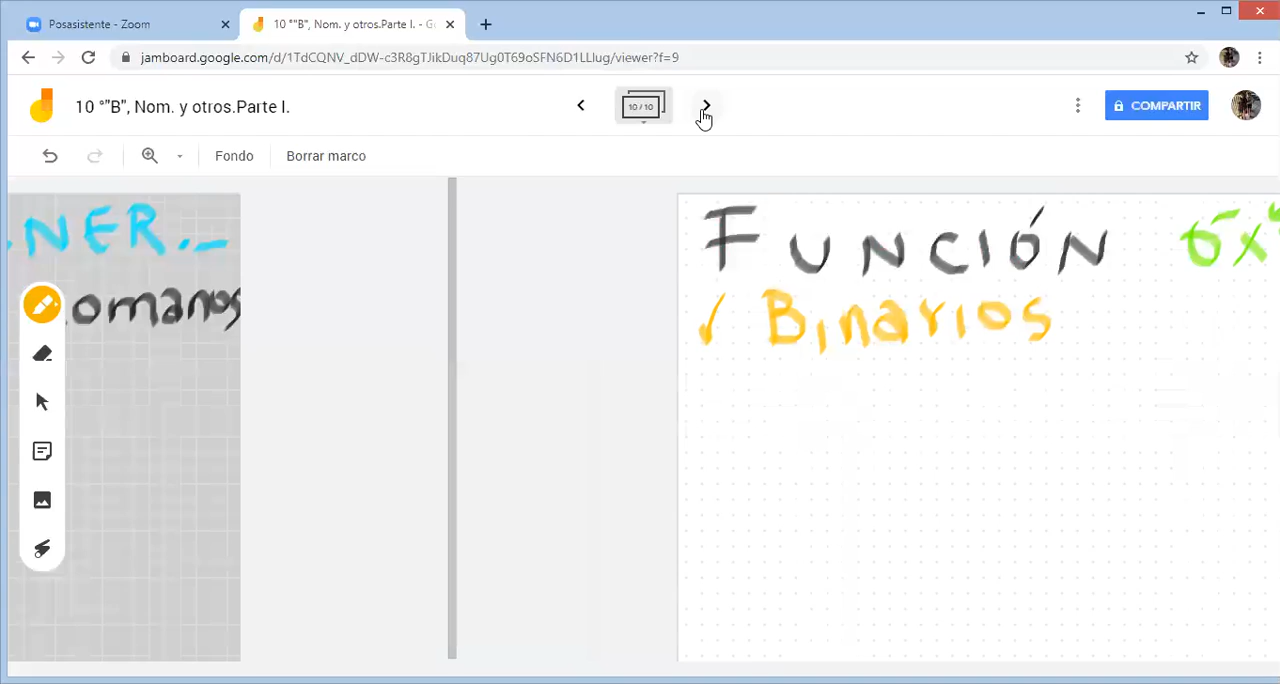 Posasistente - Zoom
10 °"B", Nom. y otros.Parte I. - Go
jamboard.google.com/d/1TdCQNV_dDW-c3R8gTJikDuq87Ug0T69oSFN6D1LLlug/viewer?f=9
10 °"B", Nom. y otros.Parte I.
10 / 10
COMPARTIR
Fondo
Borrar marco
NER._
omanos
FUNCIÓN
✓ Binarios